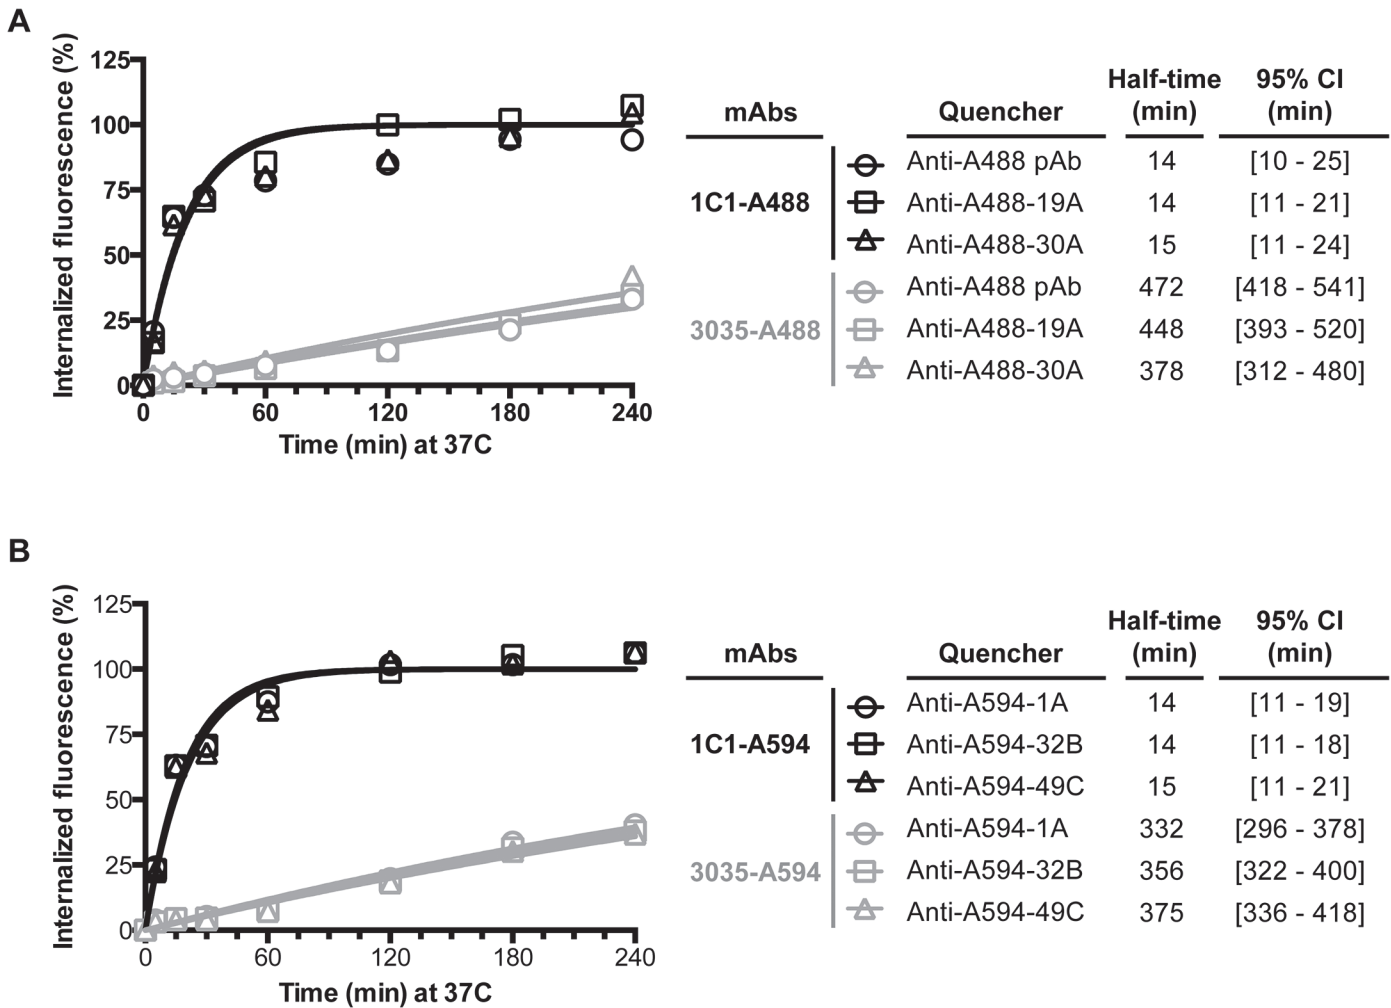 A
Internalized fluorescence (%)
125
100
75
50
25
0
0 60 120 180 240
Time (min) at 37C
mAbs Quencher Half-time (min) 95% CI (min)
1C1-A488
Anti-A488 pAb 14 [10 - 25]
Anti-A488-19A 14 [11 - 21]
Anti-A488-30A 15 [11 - 24]
3035-A488
Anti-A488 pAb 472 [418 - 541]
Anti-A488-19A 448 [393 - 520]
Anti-A488-30A 378 [312 - 480]
B
Internalized fluorescence (%)
125
100
75
50
25
0
0 60 120 180 240
Time (min) at 37C
mAbs Quencher Half-time (min) 95% CI (min)
1C1-A594
Anti-A594-1A 14 [11 - 19]
Anti-A594-32B 14 [11 - 18]
Anti-A594-49C 15 [11 - 21]
3035-A594
Anti-A594-1A 332 [296 - 378]
Anti-A594-32B 356 [322 - 400]
Anti-A594-49C 375 [336 - 418]